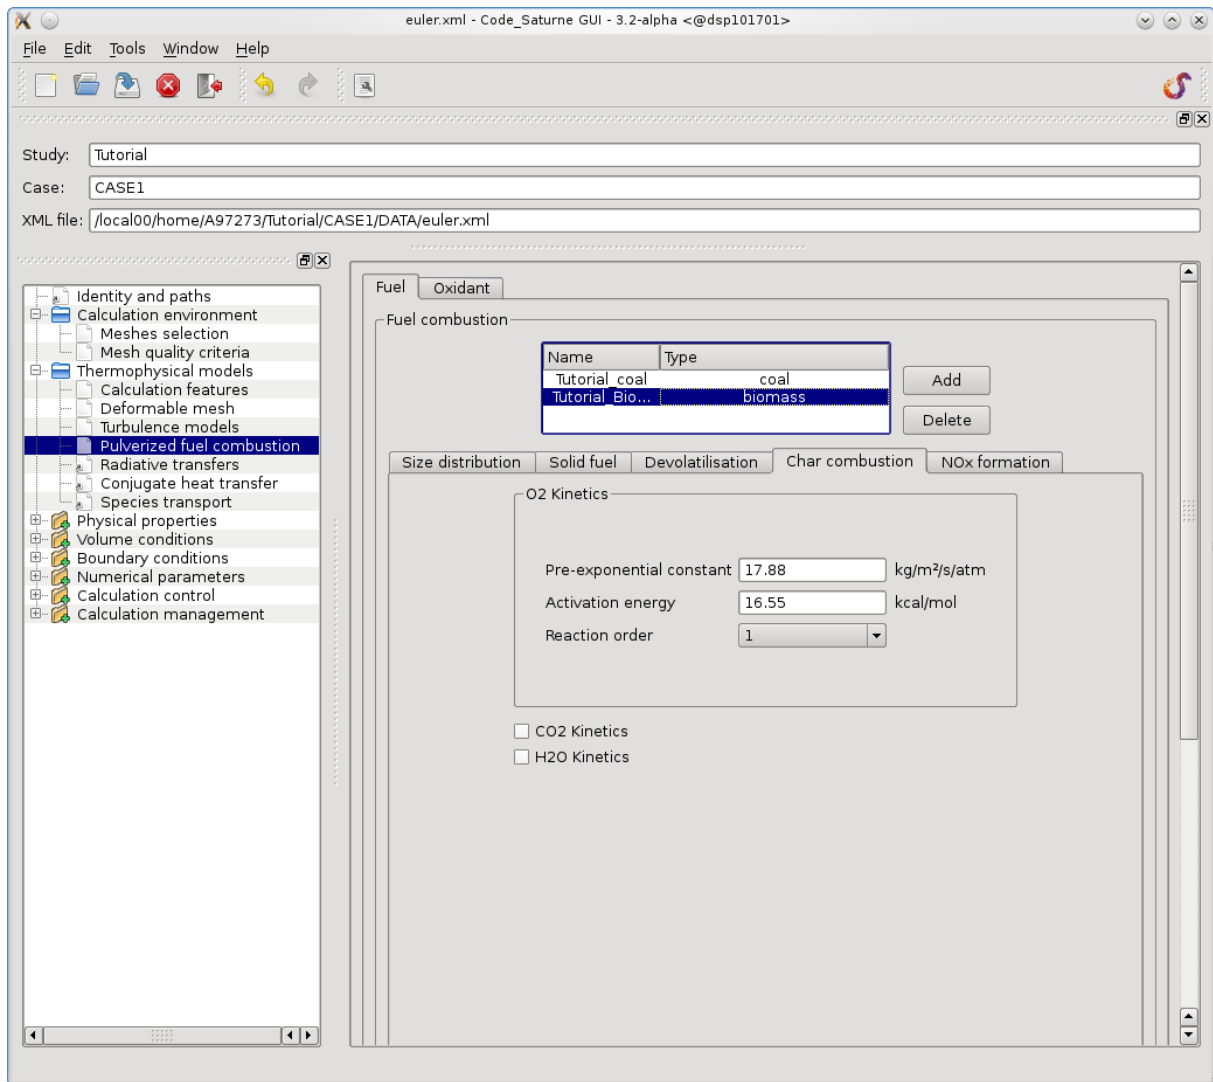 euler.xml - Code_Saturne GUI - 3.2-alpha <@dsp101701>
File Edit Tools Window Help
Study: Tutorial
Case: CASE1
XML file: /local00/home/A97273/Tutorial/CASE1/DATA/euler.xml
Identity and paths
Calculation environment
Meshes selection
Mesh quality criteria
Thermophysical models
Calculation features
Deformable mesh
Turbulence models
Pulverized fuel combustion
Radiative transfers
Conjugate heat transfer
Species transport
Physical properties
Volume conditions
Boundary conditions
Numerical parameters
Calculation control
Calculation management
Fuel Oxidant
Fuel combustion
Name Type
Tutorial_coal coal
Tutorial_Bio... biomass
Add
Delete
Size distribution Solid fuel Devolatilisation Char combustion NOx formation
O2 Kinetics
Pre-exponential constant 17.88 kg/m²/s/atm
Activation energy 16.55 kcal/mol
Reaction order 1
CO2 Kinetics
H2O Kinetics